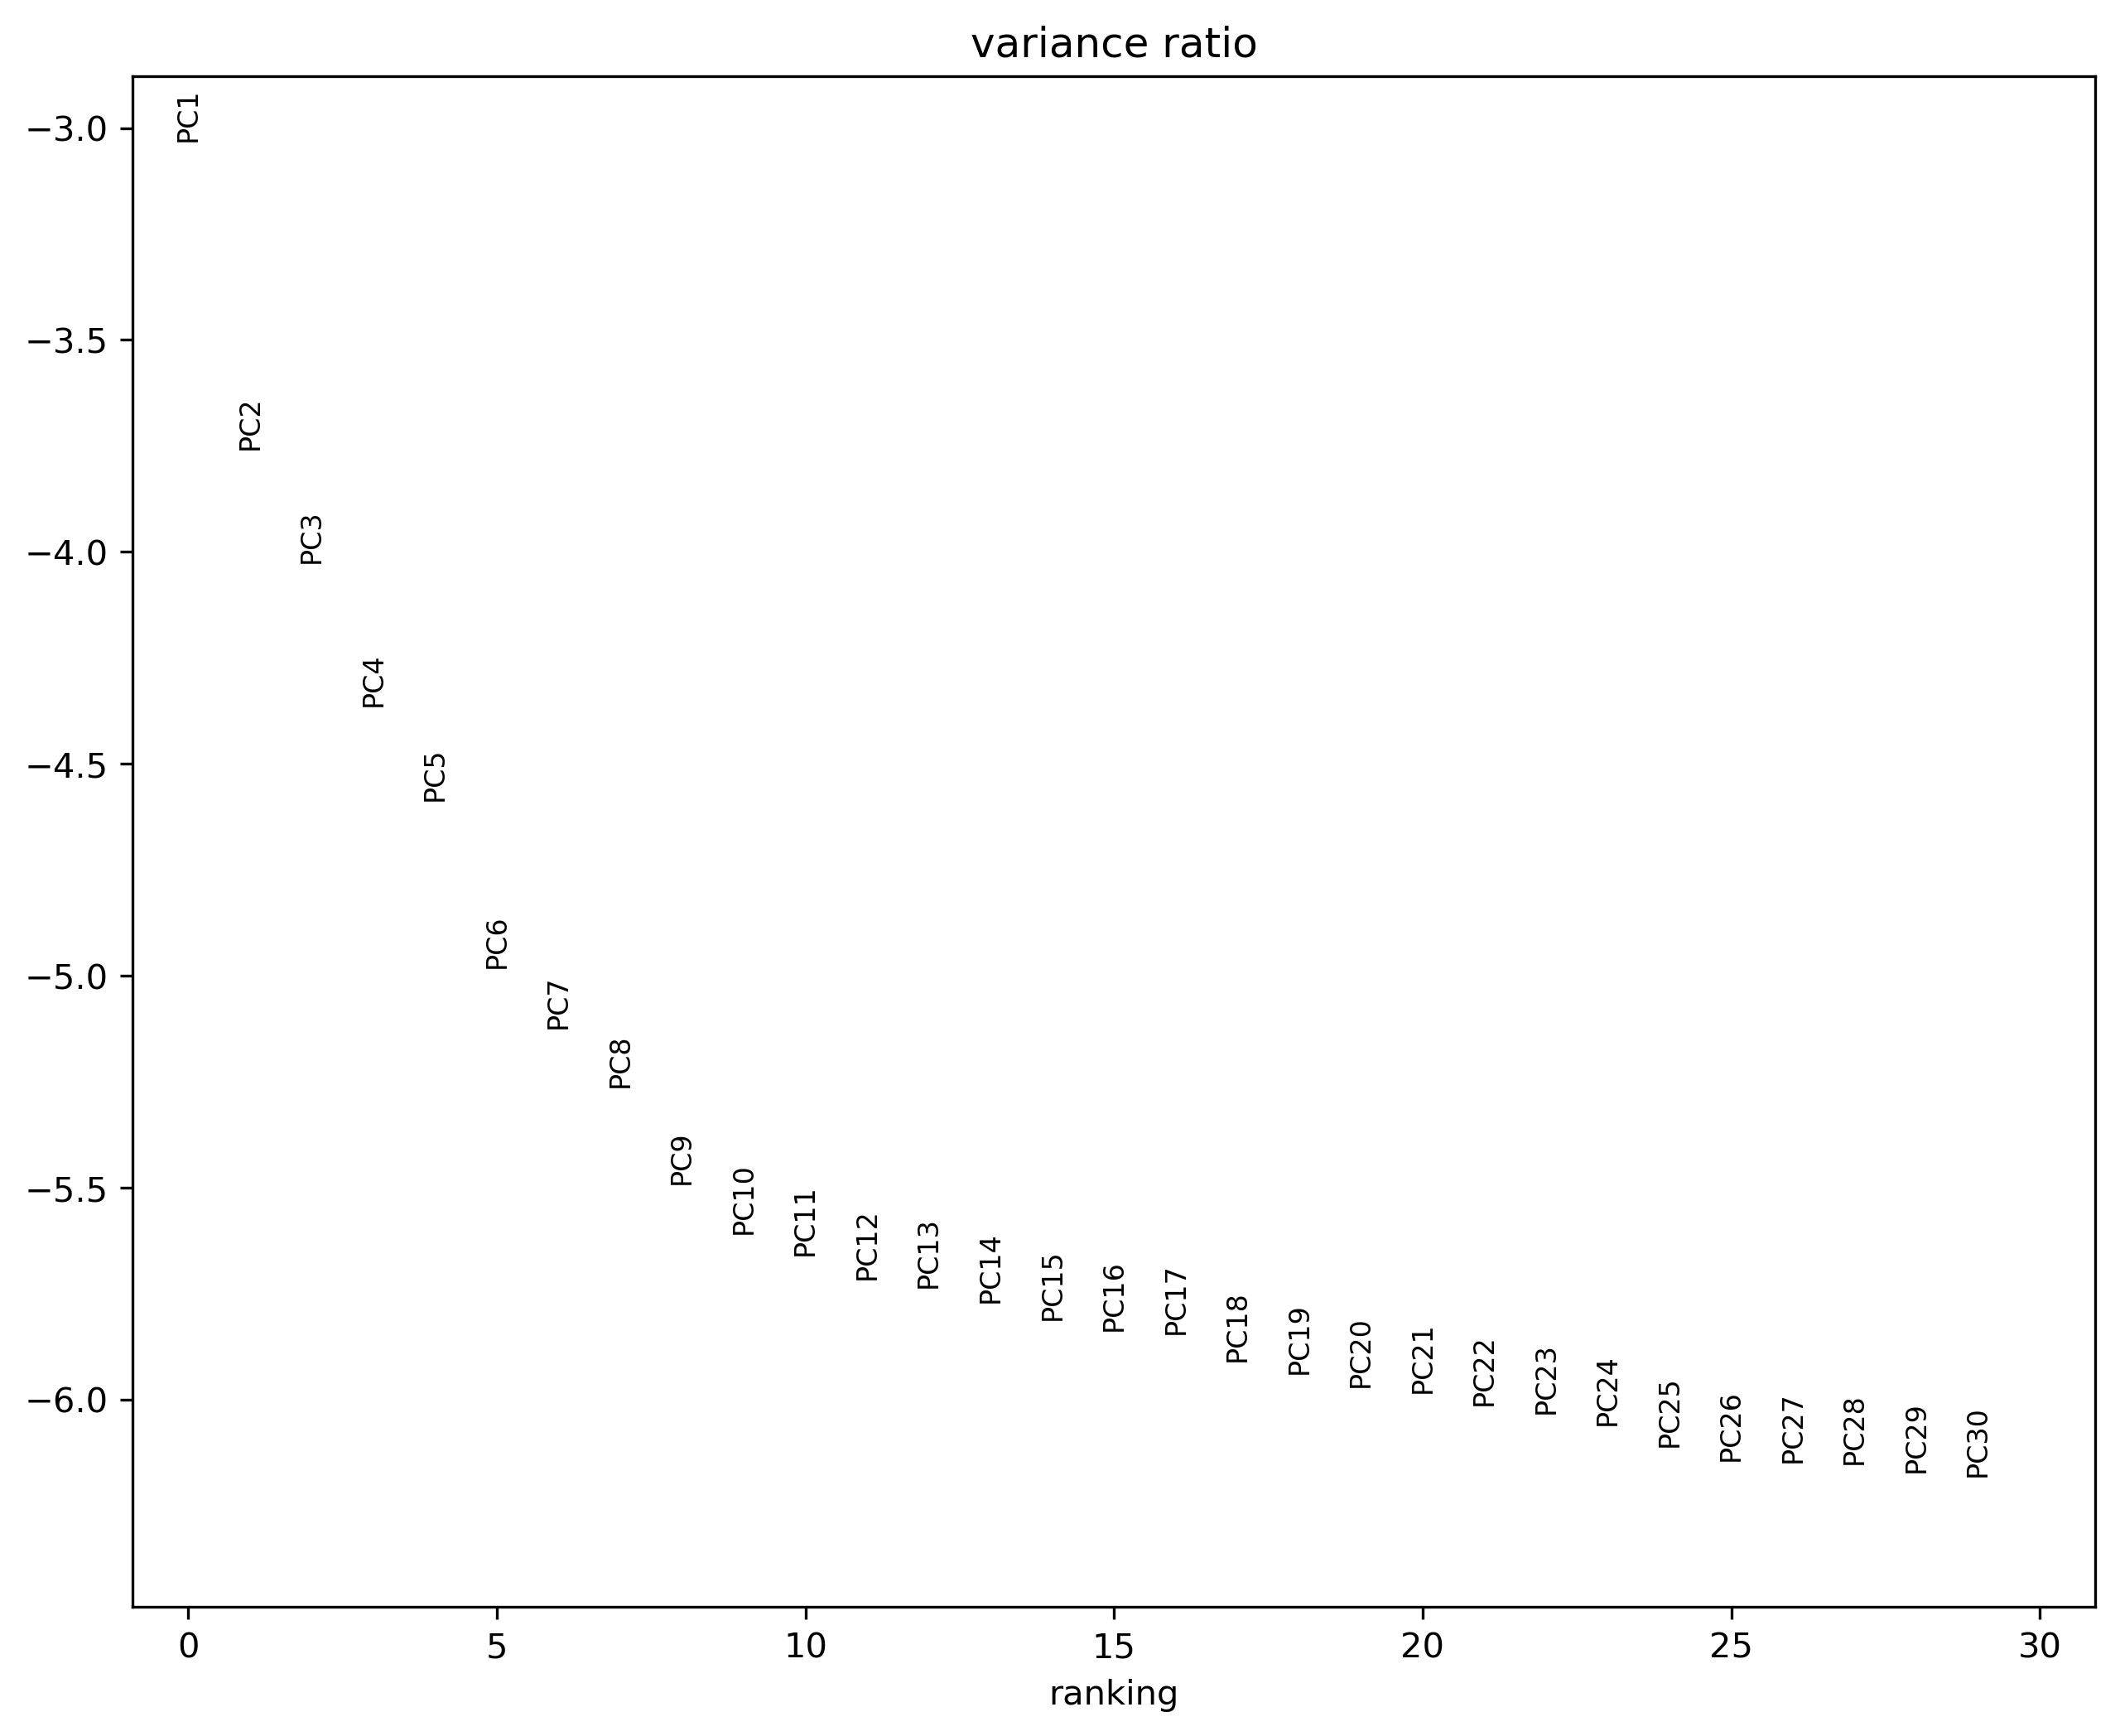 variance ratio
−3.0
−3.5
−4.0
−4.5
−5.0
−5.5
−6.0
PC1
PC2
PC3
PC4
PC5
PC6
PC7
PC8
PC9
PC10
PC11
PC12
PC13
PC14
PC15
PC16
PC17
PC18
PC19
PC20
PC21
PC22
PC23
PC24
PC25
PC26
PC27
PC28
PC29
PC30
0 5 10 15 20 25 30
ranking